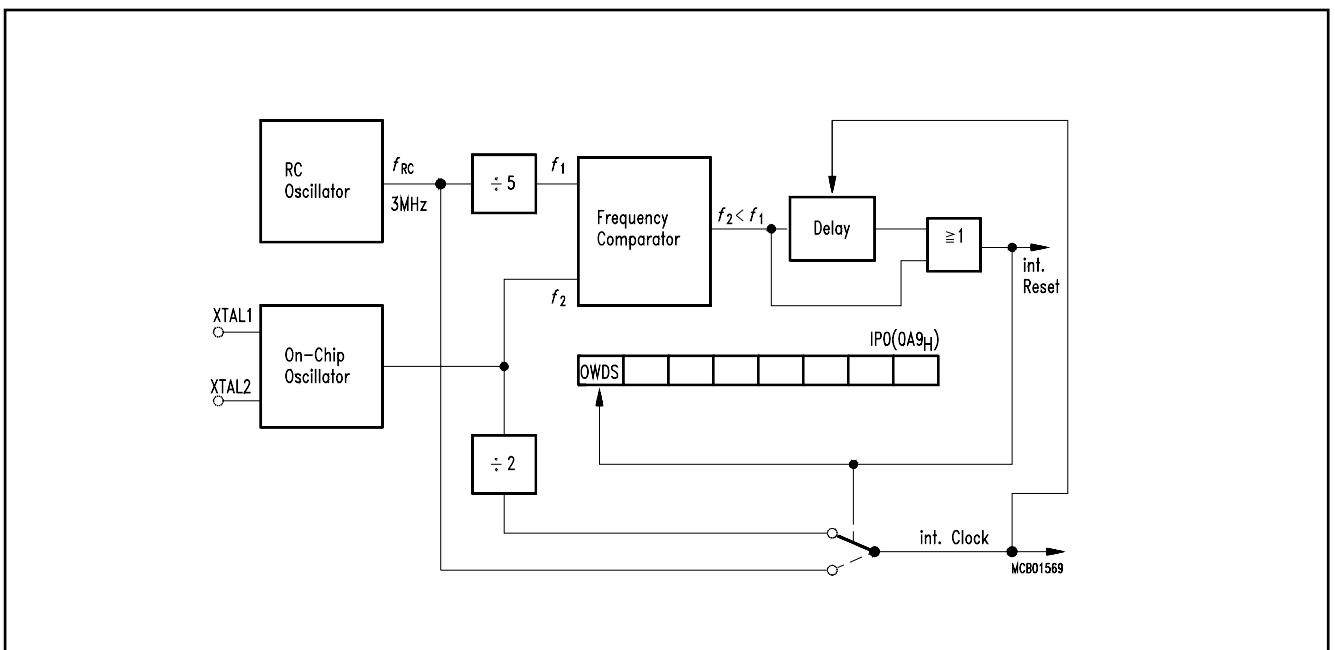 RC
Oscillator
fRC
3MHz
÷ 5
f1
Frequency
Comparator
f2
f2 < f1
Delay
≥1
int.
Reset
XTAL1
XTAL2
On-Chip
Oscillator
IP0(0A9H)
OWDS
÷ 2
int. Clock
MCB01569